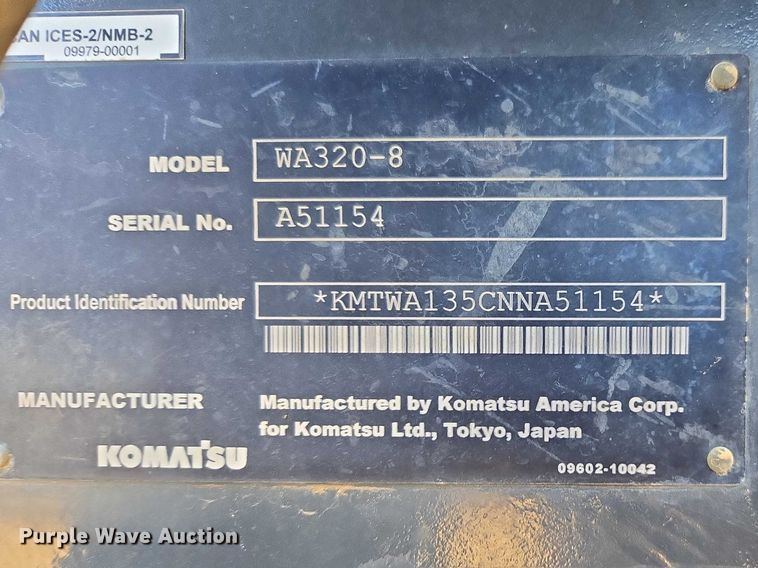 AN ICES-2/NMB-2
09979-00001
MODEL WA320-8
SERIAL No. A51154
Product Identification Number *KMTWA135CNNA51154*
MANUFACTURER Manufactured by Komatsu America Corp.
for Komatsu Ltd., Tokyo, Japan
KOMATSU
09602-10042
Purple Wave Auction